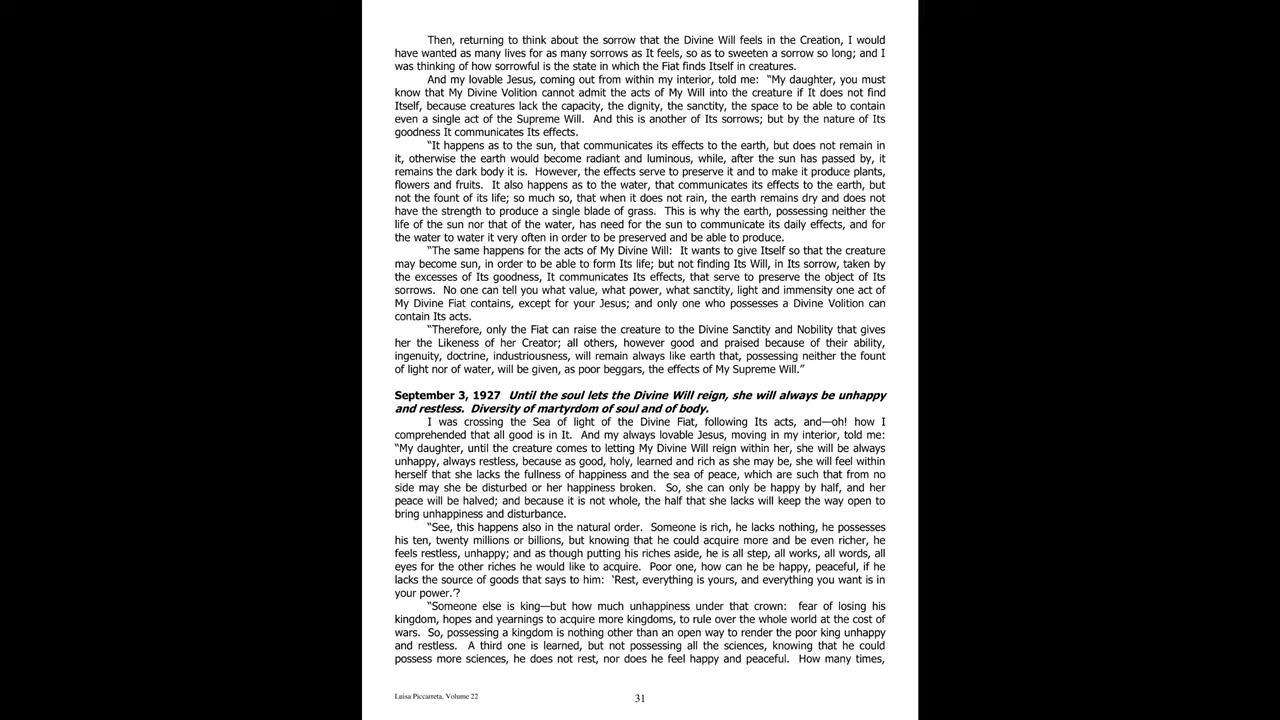 Then, returning to think about the sorrow that the Divine Will feels in the Creation, I would
have wanted as many lives for as many sorrows as It feels, so as to sweeten a sorrow so long; and I
was thinking of how sorrowful is the state in which the Fiat finds Itself in creatures.
And my lovable Jesus, coming out from within my interior, told me:  “My daughter, you must
know that My Divine Volition cannot admit the acts of My Will into the creature if It does not find
Itself, because creatures lack the capacity, the dignity, the sanctity, the space to be able to contain
even a single act of the Supreme Will.  And this is another of Its sorrows; but by the nature of Its
goodness It communicates Its effects.
“It happens as to the sun, that communicates its effects to the earth, but does not remain in
it, otherwise the earth would become radiant and luminous, while, after the sun has passed by, it
remains the dark body it is.  However, the effects serve to preserve it and to make it produce plants,
flowers and fruits.  It also happens as to the water, that communicates its effects to the earth, but
not the fount of its life; so much so, that when it does not rain, the earth remains dry and does not
have the strength to produce a single blade of grass.  This is why the earth, possessing neither the
life of the sun nor that of the water, has need for the sun to communicate its daily effects, and for
the water to water it very often in order to be preserved and be able to produce.
“The same happens for the acts of My Divine Will:  It wants to give Itself so that the creature
may become sun, in order to be able to form Its life; but not finding Its Will, in Its sorrow, taken by
the excesses of Its goodness, It communicates Its effects, that serve to preserve the object of Its
sorrows.  No one can tell you what value, what power, what sanctity, light and immensity one act of
My Divine Fiat contains, except for your Jesus; and only one who possesses a Divine Volition can
contain Its acts.
“Therefore, only the Fiat can raise the creature to the Divine Sanctity and Nobility that gives
her the Likeness of her Creator; all others, however good and praised because of their ability,
ingenuity, doctrine, industriousness, will remain always like earth that, possessing neither the fount
of light nor of water, will be given, as poor beggars, the effects of My Supreme Will.”
September 3, 1927  Until the soul lets the Divine Will reign, she will always be unhappy
and restless.  Diversity of martyrdom of soul and of body.
I was crossing the Sea of light of the Divine Fiat, following Its acts, and—oh! how I
comprehended that all good is in It.  And my always lovable Jesus, moving in my interior, told me:
“My daughter, until the creature comes to letting My Divine Will reign within her, she will be always
unhappy, always restless, because as good, holy, learned and rich as she may be, she will feel within
herself that she lacks the fullness of happiness and the sea of peace, which are such that from no
side may she be disturbed or her happiness broken.  So, she can only be happy by half, and her
peace will be halved; and because it is not whole, the half that she lacks will keep the way open to
bring unhappiness and disturbance.
“See, this happens also in the natural order.  Someone is rich, he lacks nothing, he possesses
his ten, twenty millions or billions, but knowing that he could acquire more and be even richer, he
feels restless, unhappy; and as though putting his riches aside, he is all step, all works, all words, all
eyes for the other riches he would like to acquire.  Poor one, how can he be happy, peaceful, if he
lacks the source of goods that says to him:  ‘Rest, everything is yours, and everything you want is in
your power.’?
“Someone else is king—but how much unhappiness under that crown:  fear of losing his
kingdom, hopes and yearnings to acquire more kingdoms, to rule over the whole world at the cost of
wars.  So, possessing a kingdom is nothing other than an open way to render the poor king unhappy
and restless.  A third one is learned, but not possessing all the sciences, knowing that he could
possess more sciences, he does not rest, nor does he feel happy and peaceful.  How many times,
Luisa Piccarreta, Volume 22
31